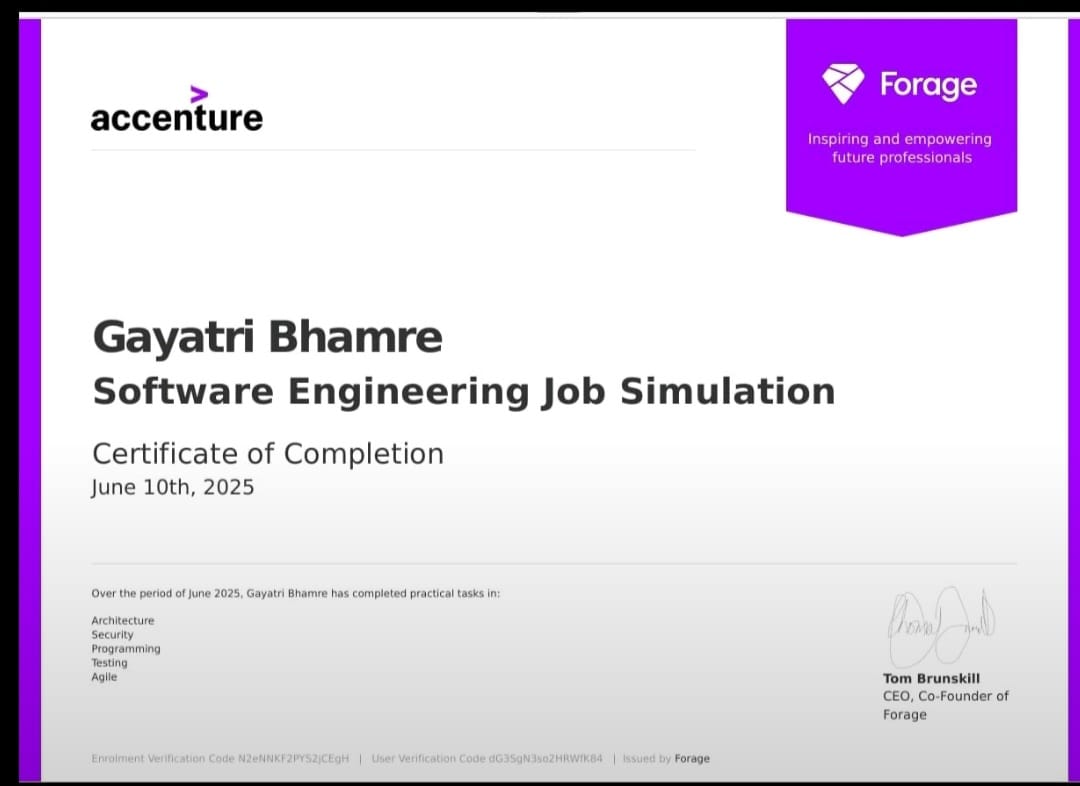 accenture
Forage
Inspiring and empowering
future professionals
Gayatri Bhamre
Software Engineering Job Simulation
Certificate of Completion
June 10th, 2025
Over the period of June 2025, Gayatri Bhamre has completed practical tasks in:
Architecture
Security
Programming
Testing
Agile
Tom Brunskill
CEO, Co-Founder of
Forage
Enrolment Verification Code N2eNNKF2PYS2jCEgH | User Verification Code dG3SgN3so2HRWfK84 | Issued by Forage